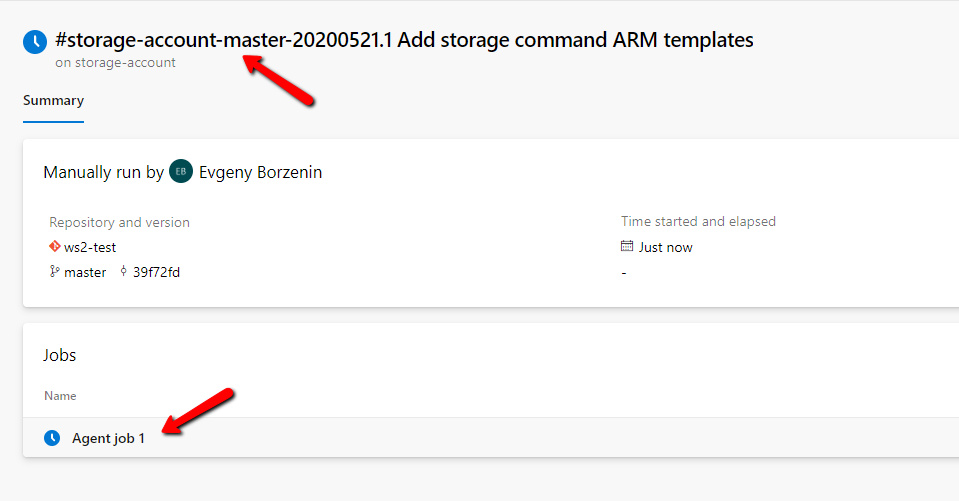 #storage-account-master-20200521.1 Add storage command ARM templates
on storage-account
Summary
Manually run by EB Evgeny Borzenin
Repository and version
ws2-test
master 39f72fd
Time started and elapsed
Just now
-
Jobs
Name
Agent job 1